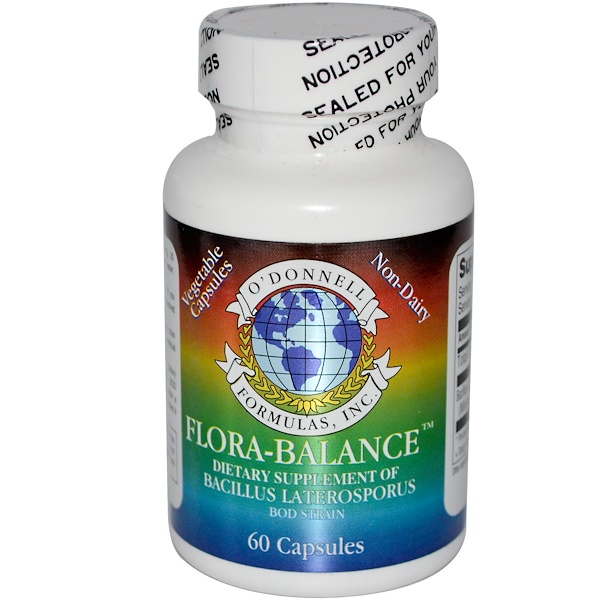 SEALED FOR YOUR
PROTECTION
SEALED FOR YOUR
Vegetable
Capsules
Non-Dairy
O'DONNELL
FORMULAS, INC.
FLORA-BALANCE™
DIETARY SUPPLEMENT OF
BACILLUS LATEROSPORUS
BOD STRAIN
60 Capsules